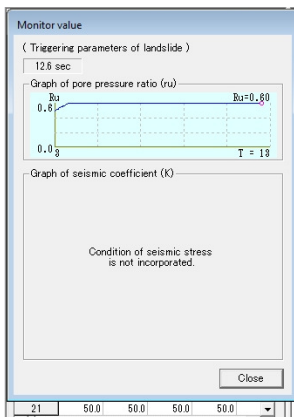 Monitor value
( Triggering parameters of landslide )
12.6 sec
Graph of pore pressure ratio (ru)
Ru
Ru=0.60
0.6
0.0
3
T = 13
Graph of seismic coefficient (K)
Condition of seismic stress
is not incorporated.
Close
21 50.0 50.0 50.0 50.0